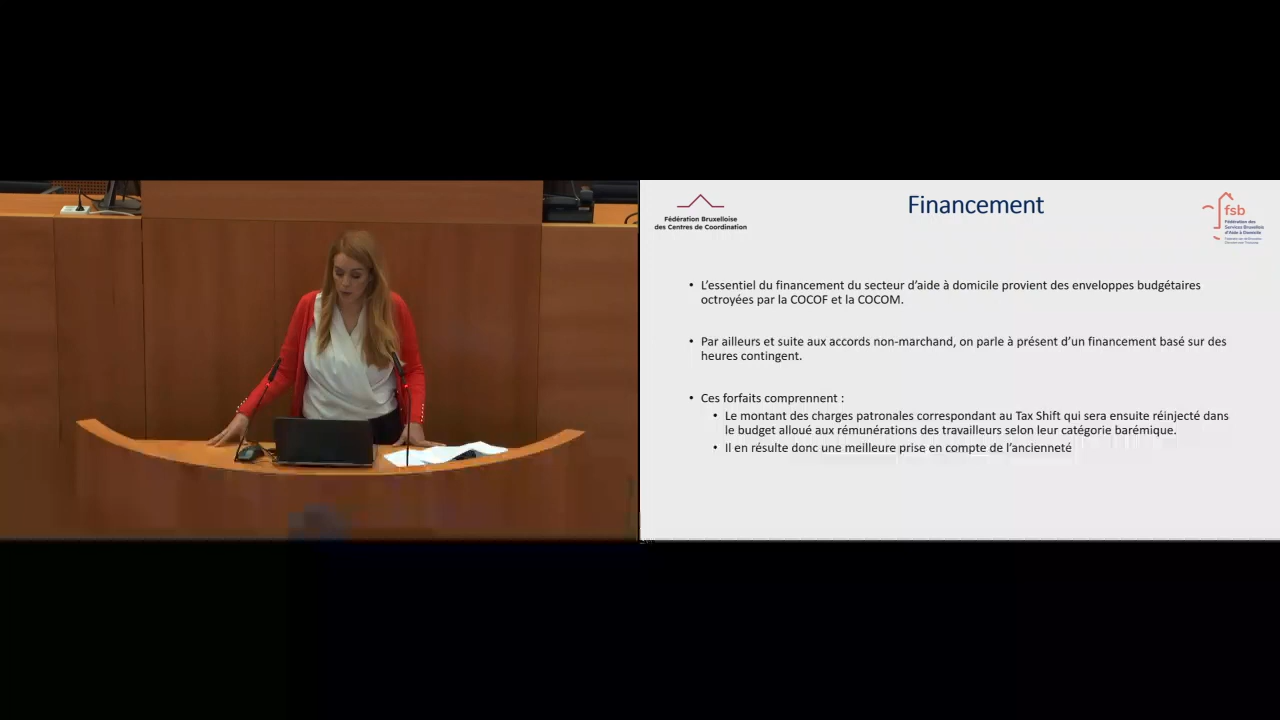 Fédération Bruxelloise
des Centres de Coordination
Financement
fsb
Fédération des
Services Bruxellois
d'Aide à Domicile
• L'essentiel du financement du secteur d'aide à domicile provient des enveloppes budgétaires
octroyées par la COCOF et la COCOM.
• Par ailleurs et suite aux accords non-marchand, on parle à présent d'un financement basé sur des
heures contingent.
• Ces forfaits comprennent :
• Le montant des charges patronales correspondant au Tax Shift qui sera ensuite réinjecté dans
le budget alloué aux rémunérations des travailleurs selon leur catégorie barémique.
• Il en résulte donc une meilleure prise en compte de l'ancienneté